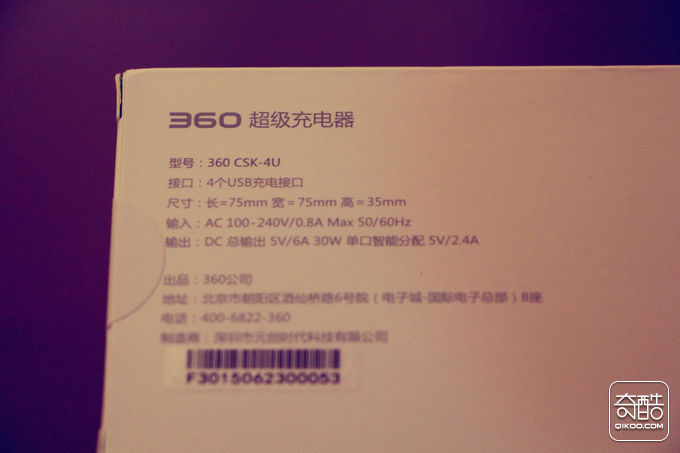 360 超级充电器
型号：360 CSK-4U
接口：4个USB充电接口
尺寸：长=75mm 宽=75mm 高=35mm
输入：AC 100-240V/0.8A Max 50/60Hz
输出：DC 总输出 5V/6A 30W 单口智能分配 5V/2.4A
出品：360公司
地址：北京市朝阳区酒仙桥路6号院（电子城-国际电子总部）B座
电话：400-6822-360
制造商：深圳市元创时代科技有限公司
F3015062300053
奇酷
QIKOO.COM